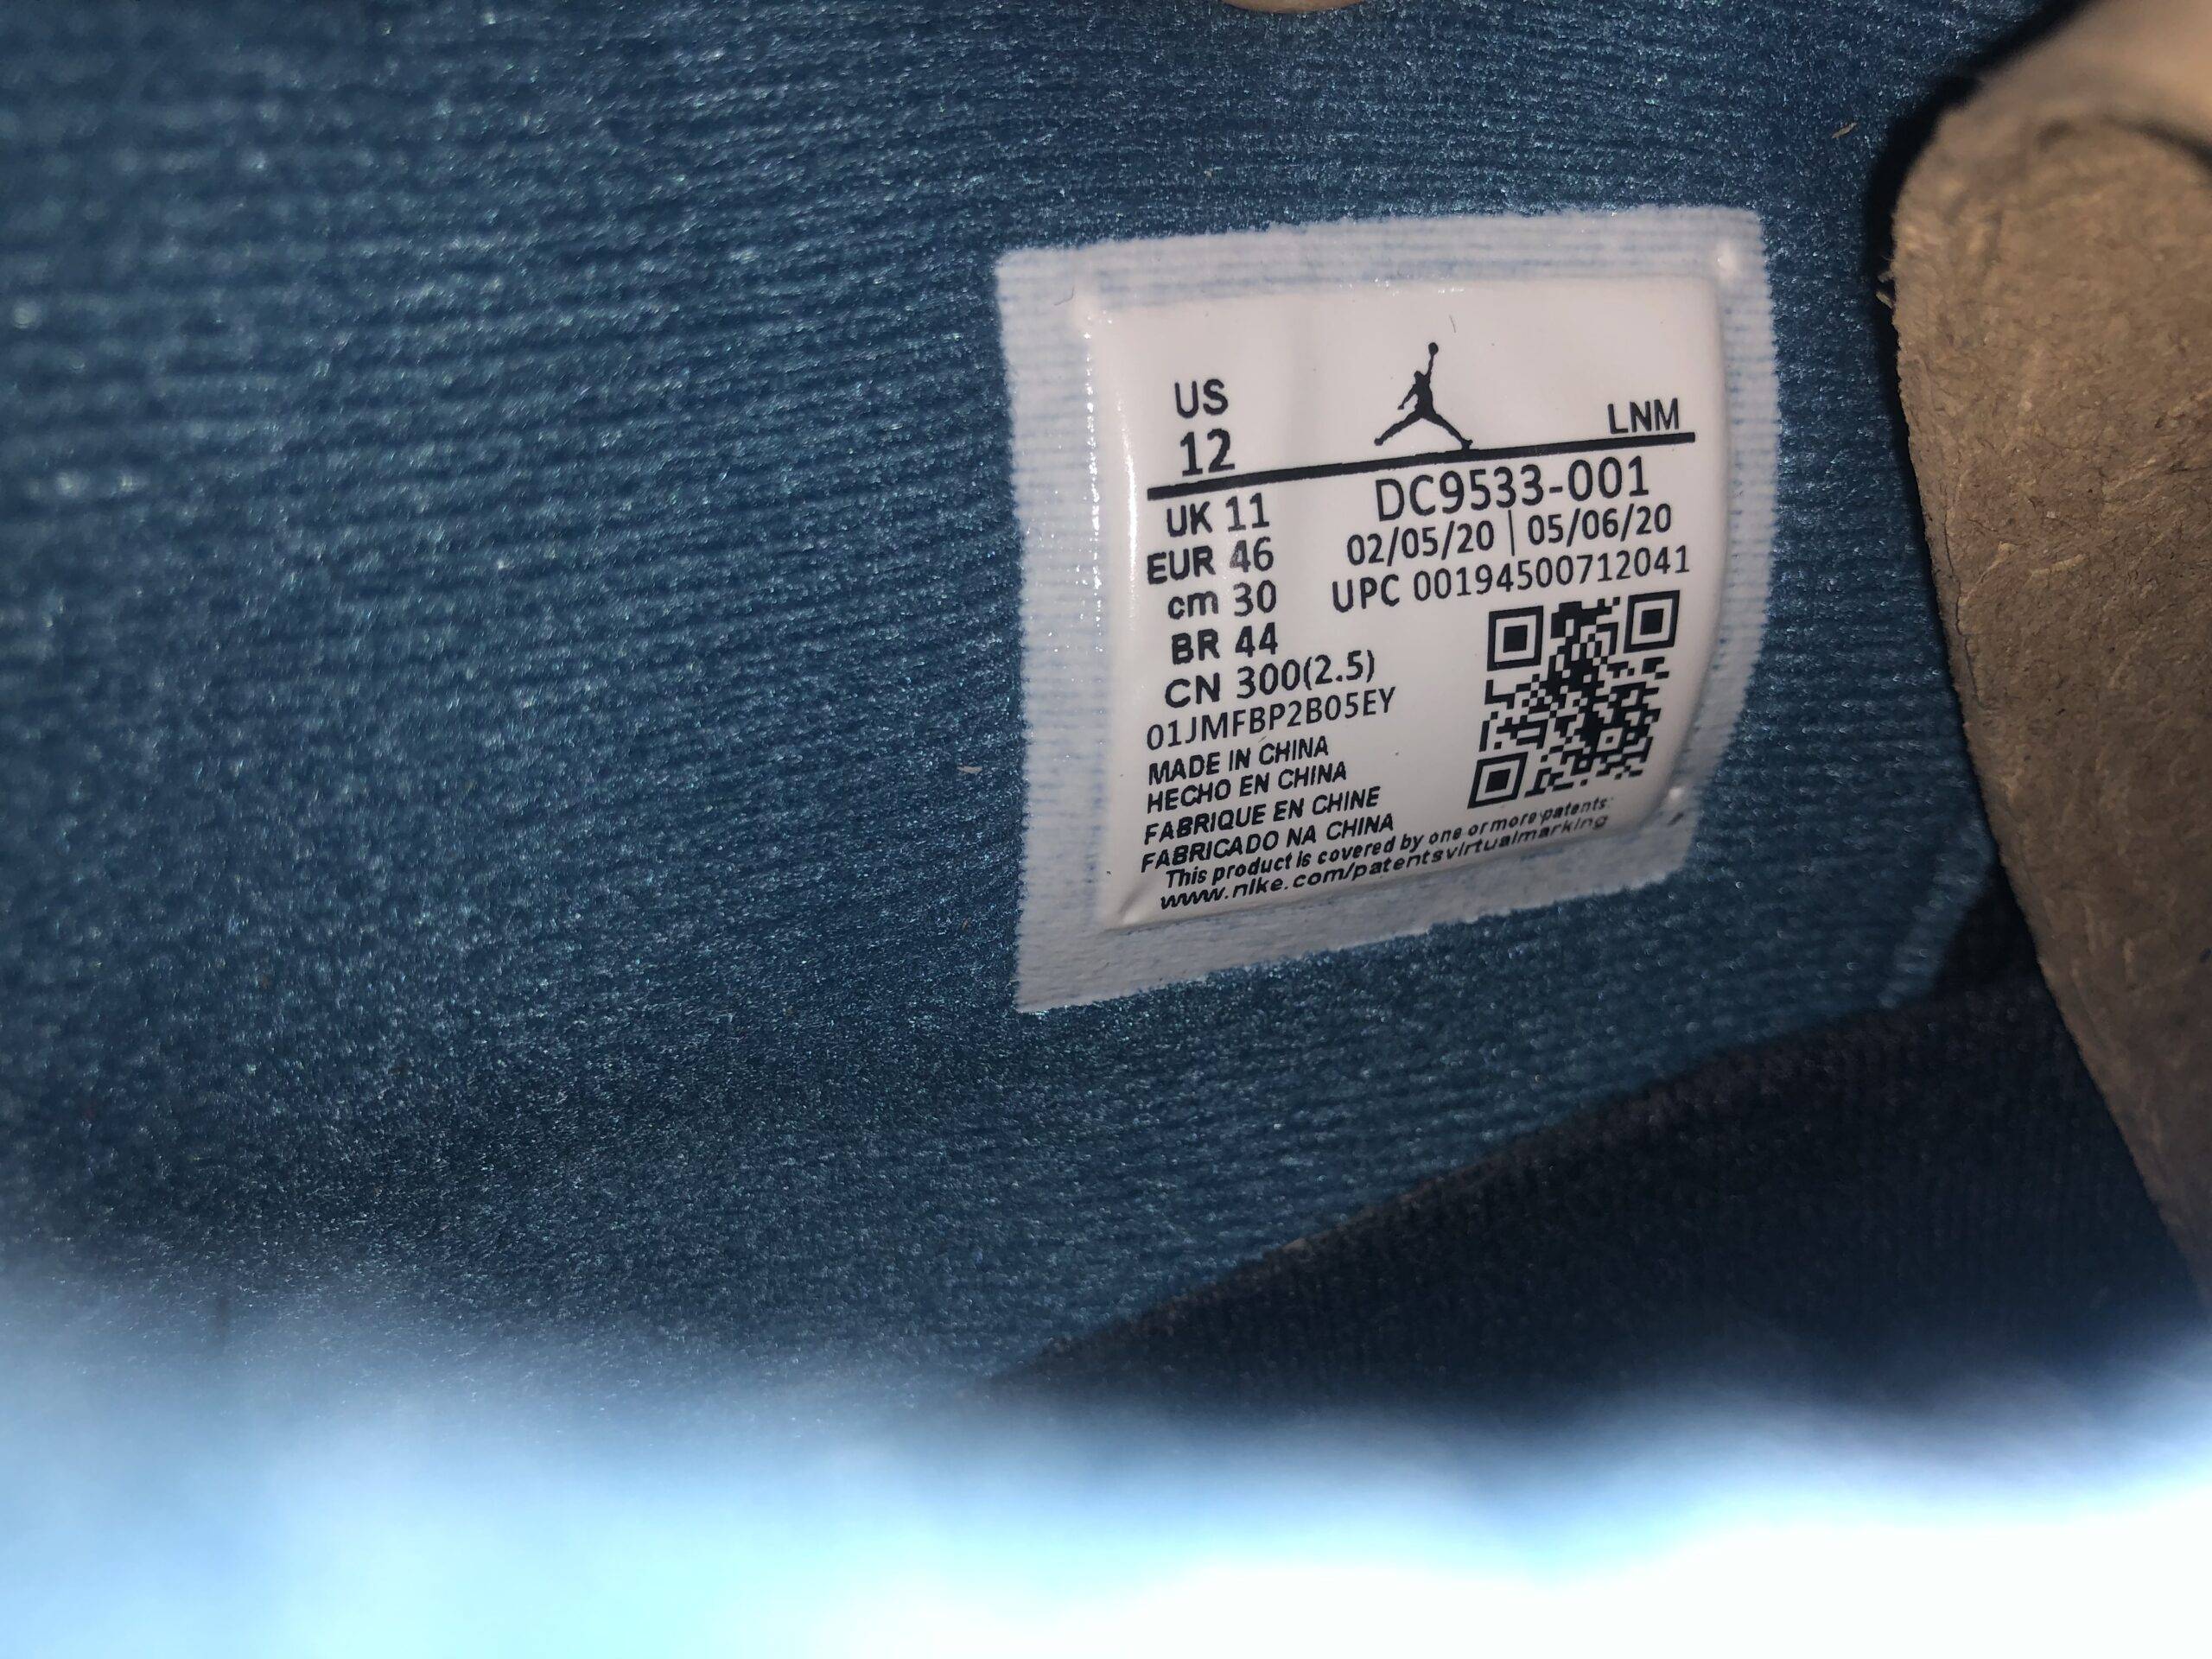 US
12
LNM
UK 11
EUR 46
cm 30
BR 44
CN 300(2.5)
DC9533-001
02/05/20 | 05/06/20
UPC 00194500712041
01JMFBP2B05EY
MADE IN CHINA
HECHO EN CHINA
FABRIQUE EN CHINE
FABRICADO NA CHINA
This product is covered by one or more patents:
www.nike.com/patentsvirtualmarking